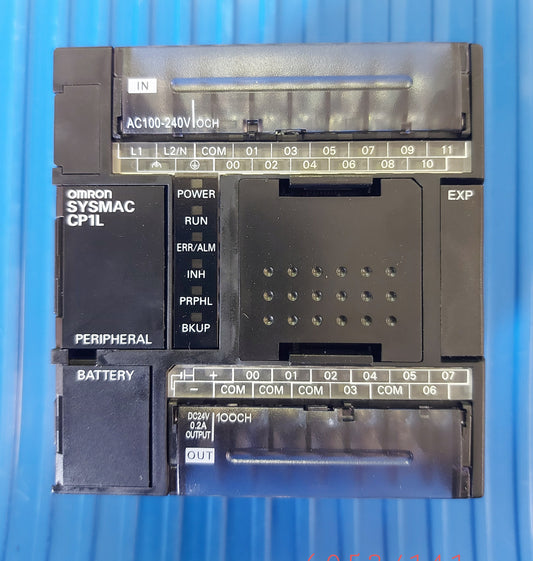 IN
AC100-240V 0CH
L1 L2/N COM 01 03 05 07 09 11
00 02 04 06 08 10
omron
SYSMAC
CP1L
PERIPHERAL
POWER
RUN
ERR/ALM
INH
PRPHL
BKUP
EXP
BATTERY
+ 00 01 02 04 05 07
- COM COM COM 03 COM 06
DC24V
0.2A
OUTPUT
100CH
OUT